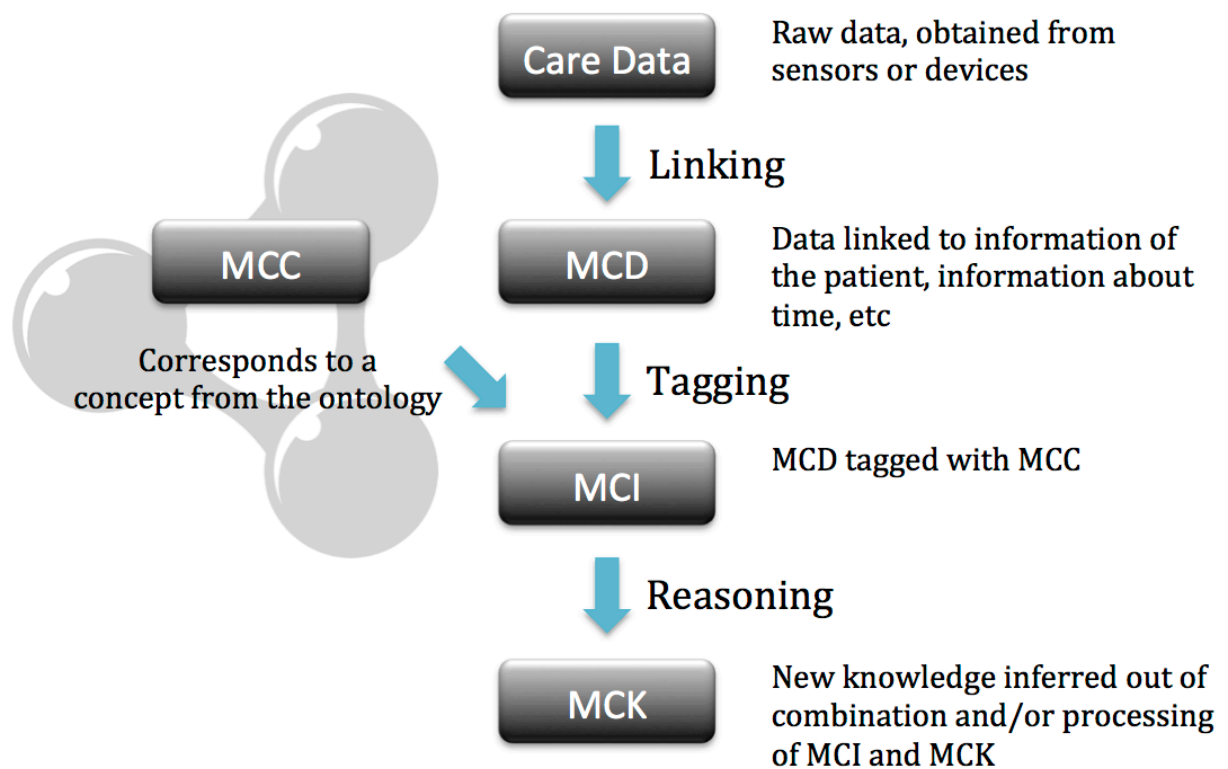 Care Data
Raw data, obtained from
sensors or devices
Linking
MCC
MCD
Data linked to information of
the patient, information about
time, etc
Corresponds to a
concept from the ontology
Tagging
MCI
MCD tagged with MCC
Reasoning
MCK
New knowledge inferred out of
combination and/or processing
of MCI and MCK